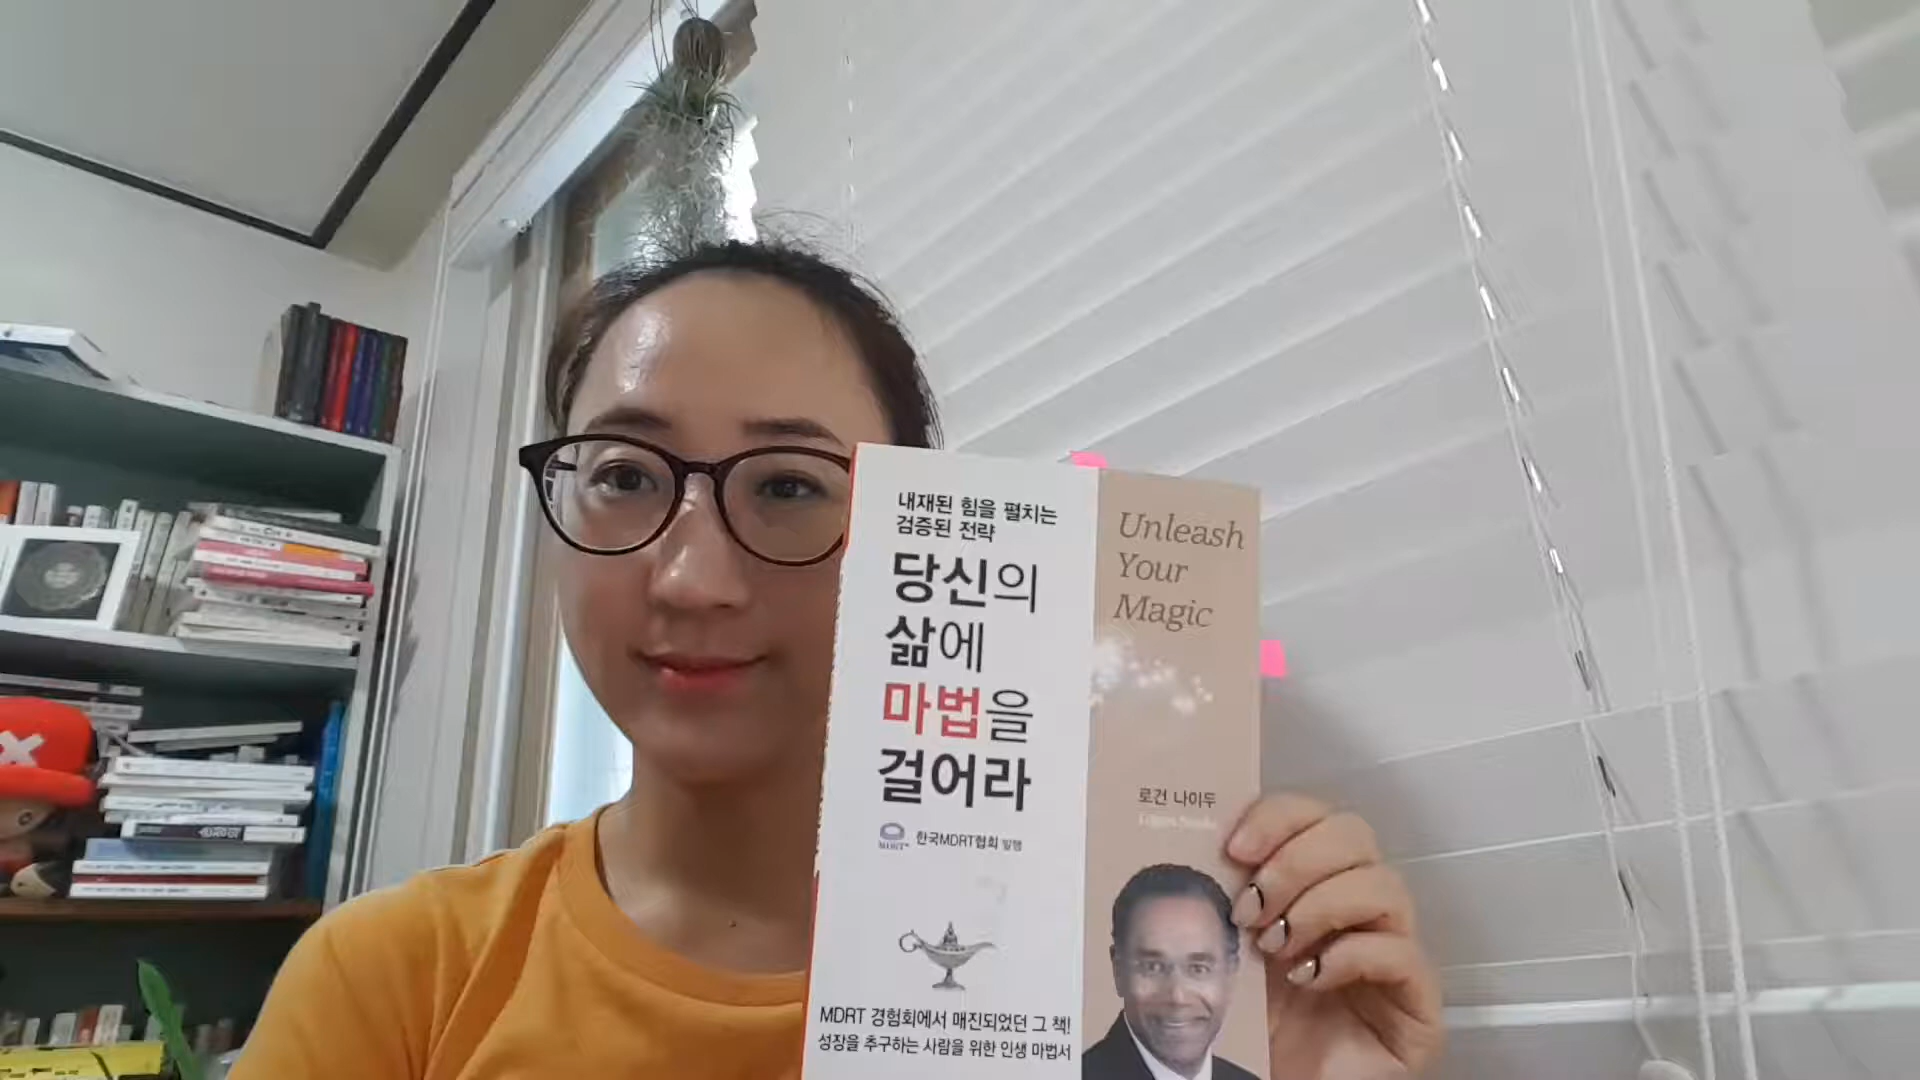 내재된 힘을 펼치는
검증된 전략
당신의
삶에
마법을
걸어라
MDRT
한국MDRT협회 발행
MDRT 경험회에서 매진되었던 그 책!
성장을 추구하는 사람을 위한 인생 마법서
Unleash
Your
Magic
로건 나이두
Logan Naidu